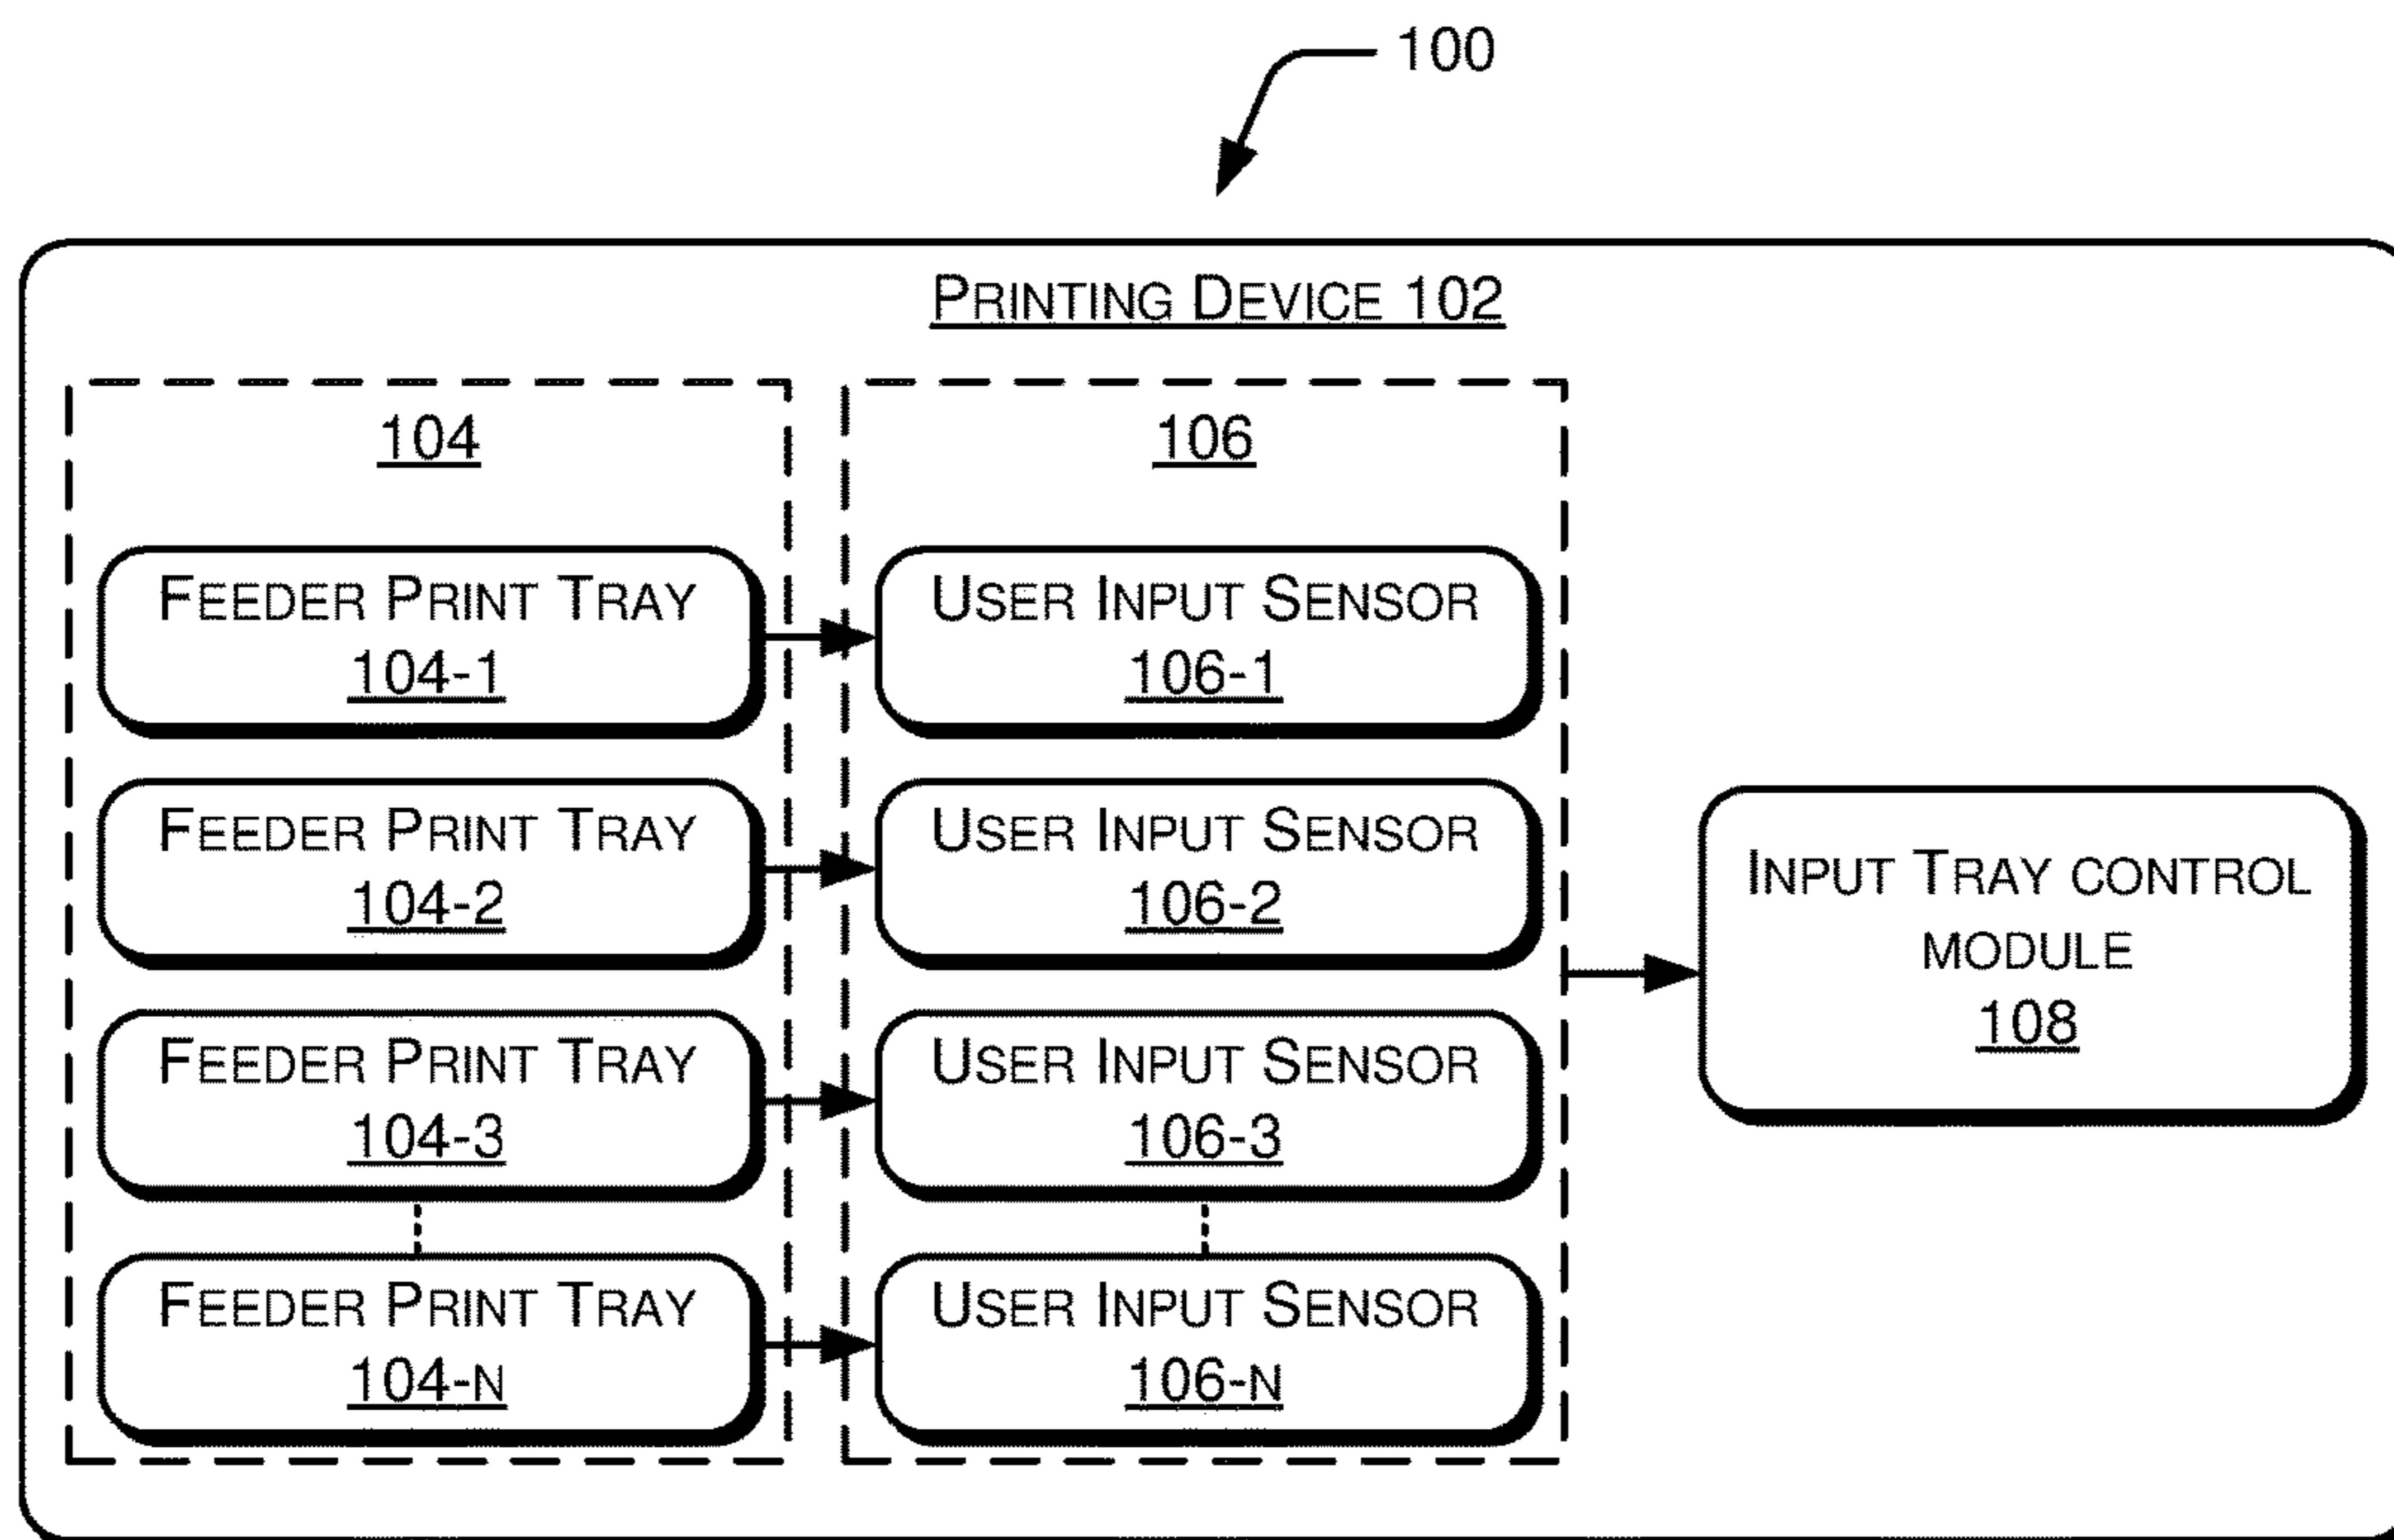 100
PRINTING DEVICE 102
104
106
FEEDER PRINT TRAY
104-1
USER INPUT SENSOR
106-1
FEEDER PRINT TRAY
104-2
USER INPUT SENSOR
106-2
FEEDER PRINT TRAY
104-3
USER INPUT SENSOR
106-3
FEEDER PRINT TRAY
104-N
USER INPUT SENSOR
106-N
INPUT TRAY CONTROL
MODULE
108